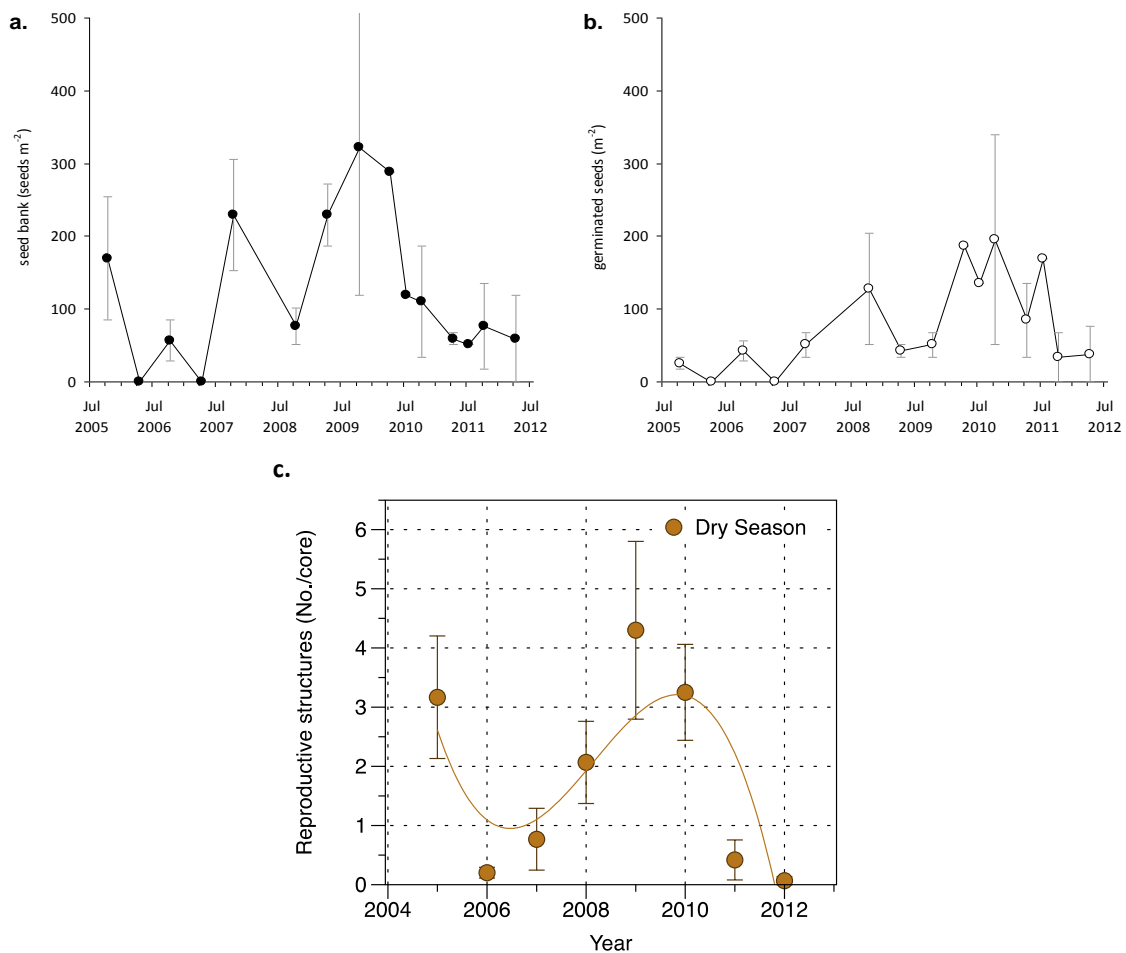 a.
seed bank (seeds m⁻²)
500
400
300
200
100
0
Jul Jul Jul Jul Jul Jul Jul Jul
2005 2006 2007 2008 2009 2010 2011 2012
b.
germinated seeds (m⁻²)
500
400
300
200
100
0
Jul Jul Jul Jul Jul Jul Jul Jul
2005 2006 2007 2008 2009 2010 2011 2012
c.
Reproductive structures (No./core)
Dry Season
6
5
4
3
2
1
0
2004 2006 2008 2010 2012
Year